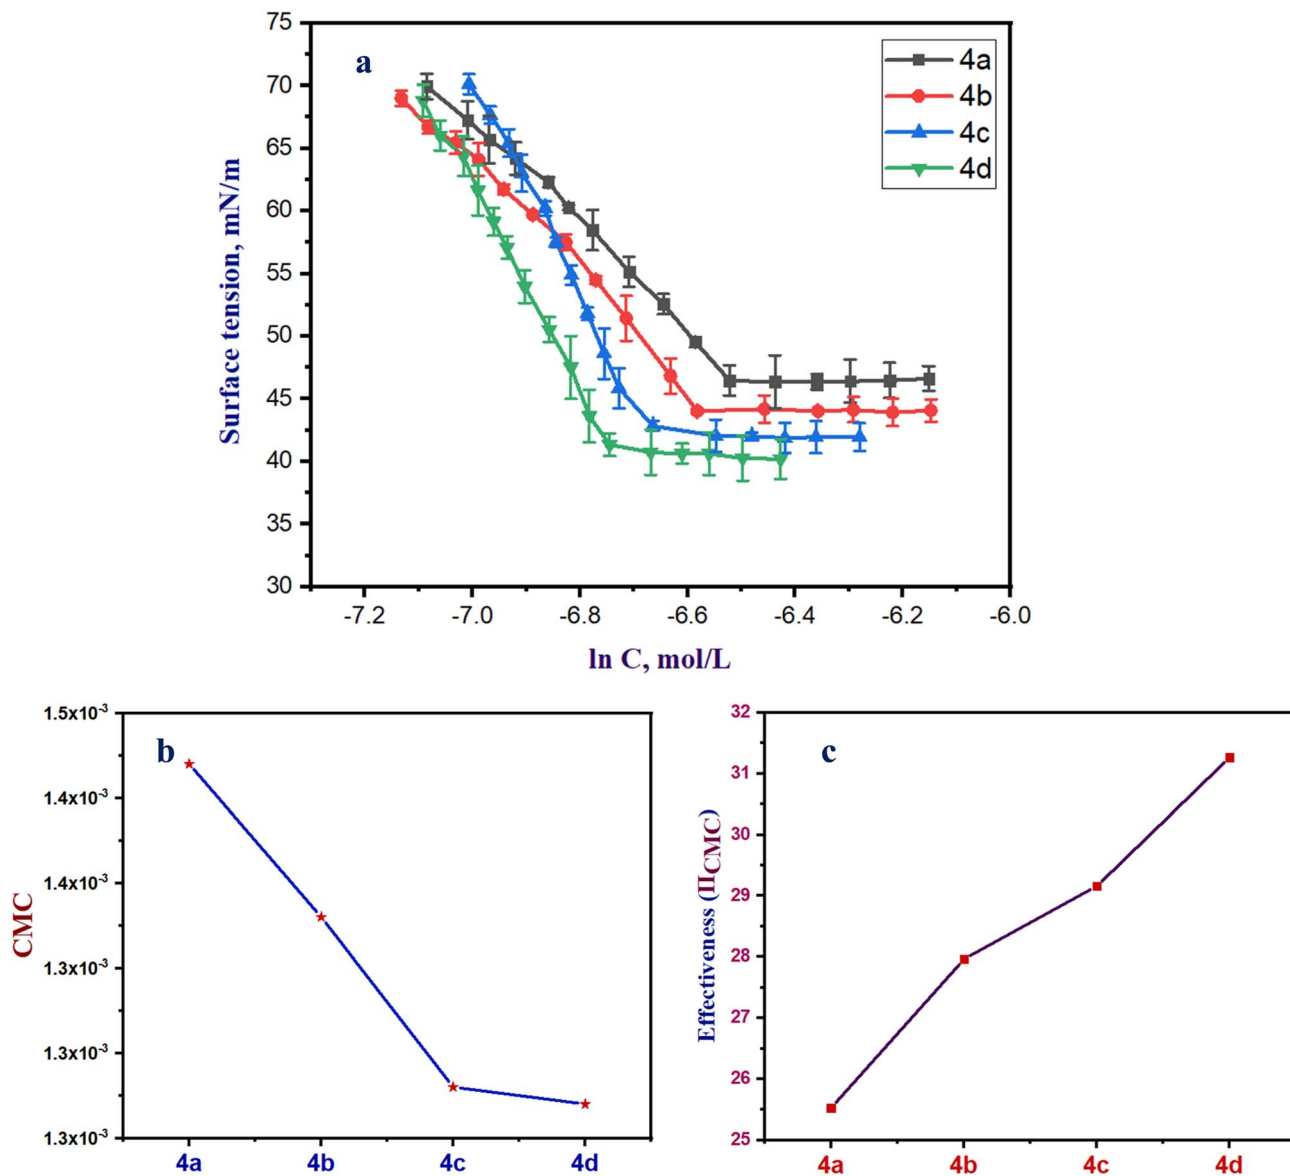 75
70
65
60
55
50
45
40
35
30
Surface tension, mN/m
a
4a
4b
4c
4d
-7.2 -7.0 -6.8 -6.6 -6.4 -6.2 -6.0
ln C, mol/L
1.5x10⁻³
1.4x10⁻³
1.4x10⁻³
1.3x10⁻³
1.3x10⁻³
1.3x10⁻³
CMC
b
4a 4b 4c 4d
32
31
30
29
28
27
26
25
Effectiveness (ΠCMC)
c
4a 4b 4c 4d